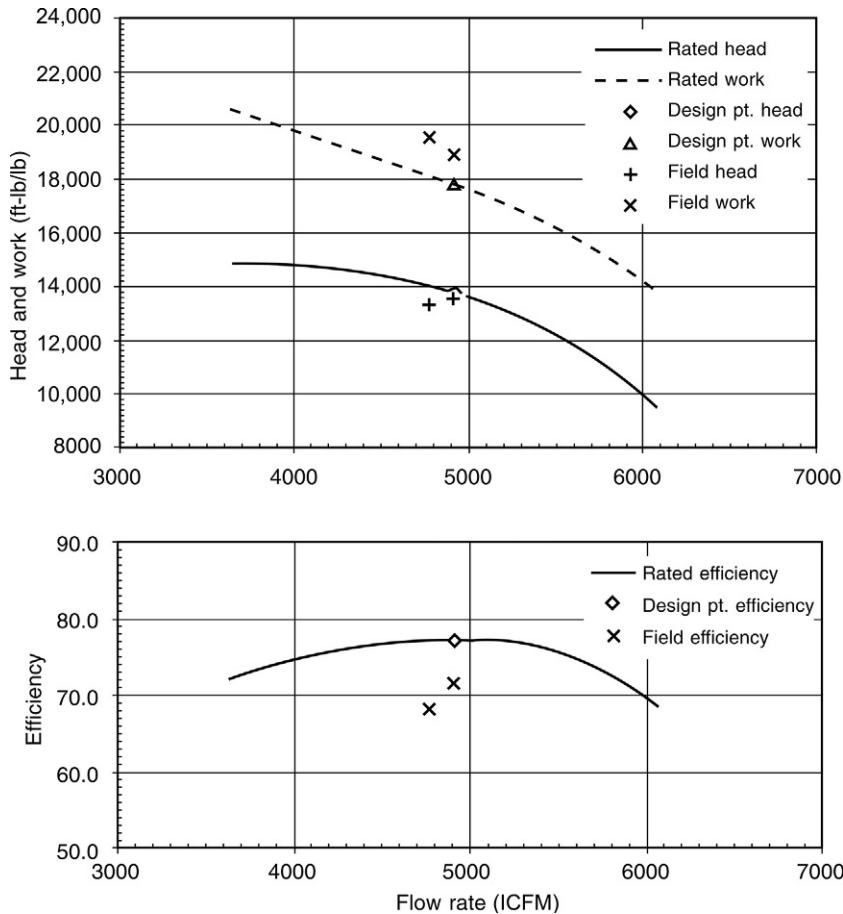 24,000
22,000
20,000
18,000
16,000
14,000
12,000
10,000
8000
Head and work (ft-lb/lb)
Rated head
Rated work
Design pt. head
Design pt. work
Field head
Field work
3000 4000 5000 6000 7000
90.0
80.0
70.0
60.0
50.0
Efficiency
Rated efficiency
Design pt. efficiency
Field efficiency
3000 4000 5000 6000 7000
Flow rate (ICFM)